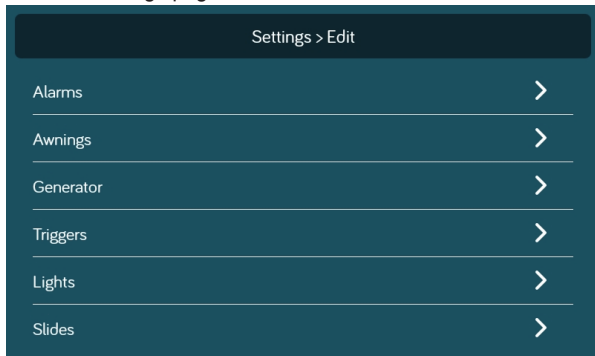 Settings > Edit
Alarms
Awnings
Generator
Triggers
Lights
Slides